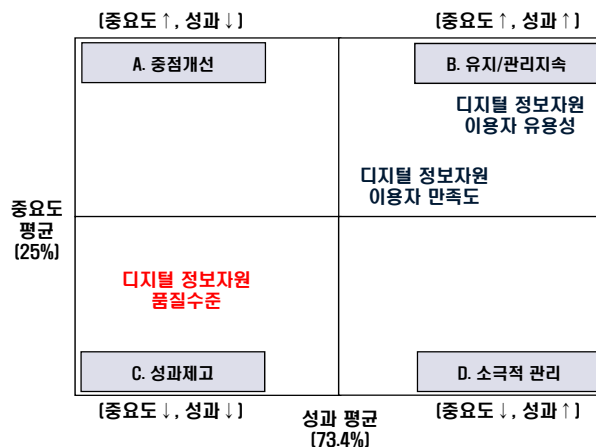 (중요도↑, 성과↓)
(중요도↑, 성과↑)
A. 중점개선
B. 유지/관리지속
디지털 정보자원
이용자 유용성
디지털 정보자원
이용자 만족도
중요도
평균
(25%)
디지털 정보자원
품질수준
C. 성과제고
D. 소극적 관리
(중요도↓, 성과↓)
성과 평균
(73.4%)
(중요도↓, 성과↑)